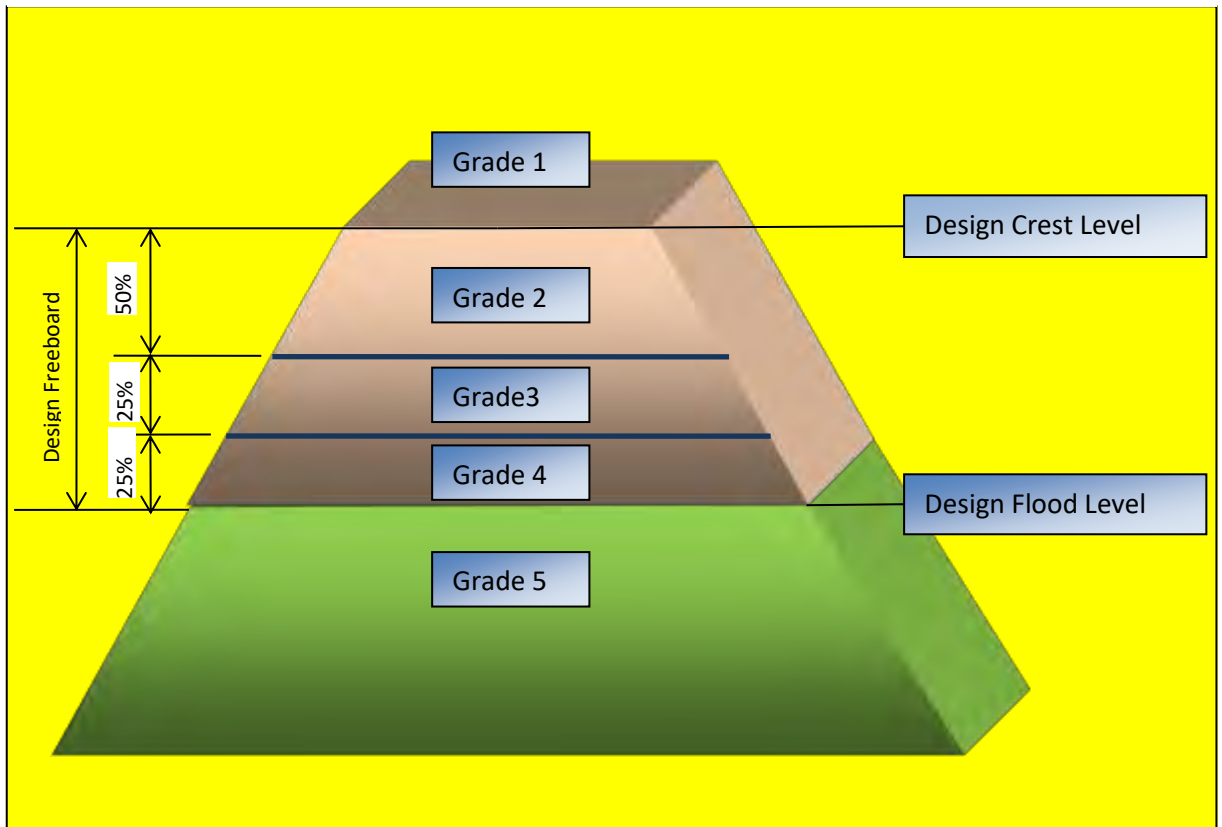 Grade 1
Design Crest Level
50%
Grade 2
Design Freeboard
25%
Grade3
25%
Grade 4
Design Flood Level
Grade 5